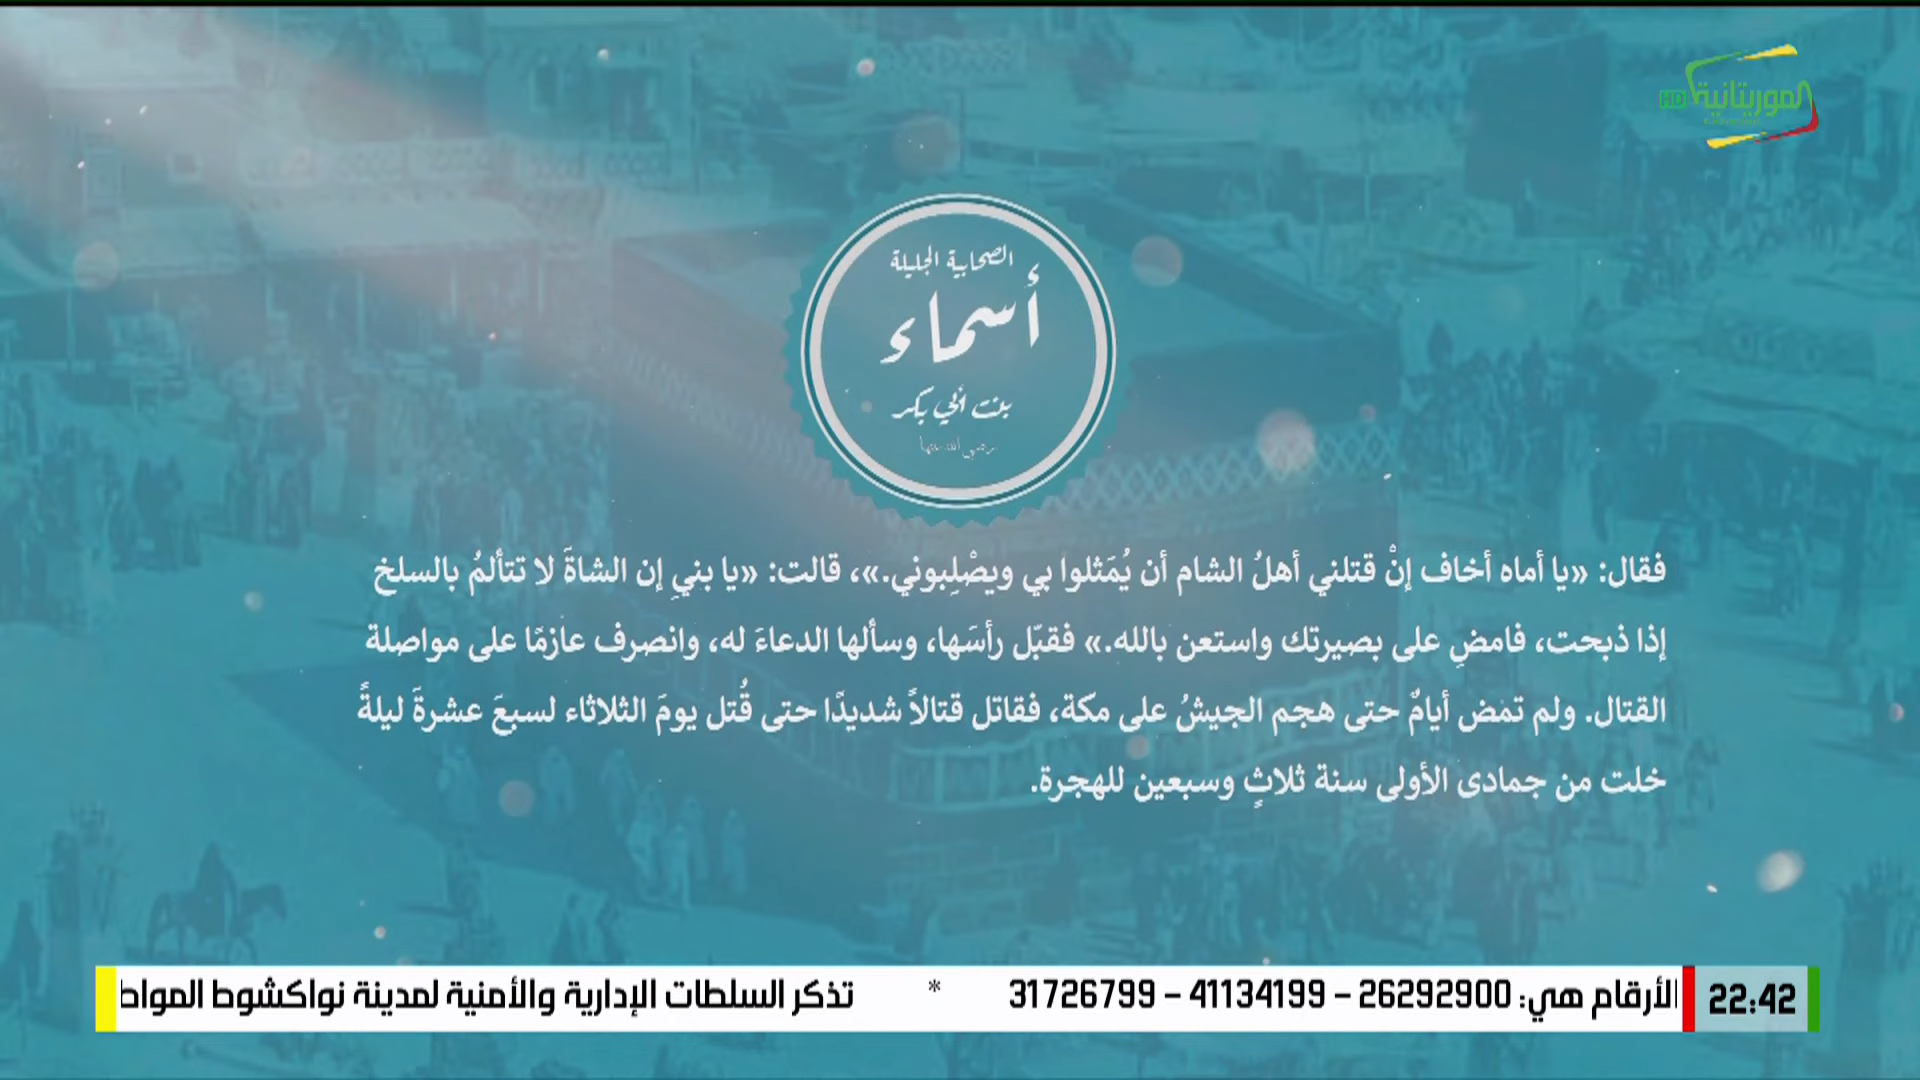 الموريتانية
HD
الصحابية الجليلة
أسماء
بنت أبي بكر
رضي الله عنها
فقال: «يا أماه أخاف إنْ قتلني أهلُ الشام أن يُمَثلوا بي ويصْلِبوني.»، قالت: «يا بنيِ إن الشاةَ لا تتألمُ بالسلخ
إذا ذبحت، فامضِ على بصيرتك واستعن بالله.» فقبّل رأسَها، وسألها الدعاءَ له، وانصرف عازمًا على مواصلة
القتال. ولم تمض أيامٌ حتى هجم الجيشُ على مكة، فقاتل قتالاً شديدًا حتى قُتل يومَ الثلاثاء لسبعَ عشرةَ ليلةً
خلت من جمادى الأولى سنة ثلاثٍ وسبعين للهجرة.
22:42
الأرقام هي: 26292900 – 41134199 – 31726799 * تذكر السلطات الإدارية والأمنية لمدينة نواكشوط المواط